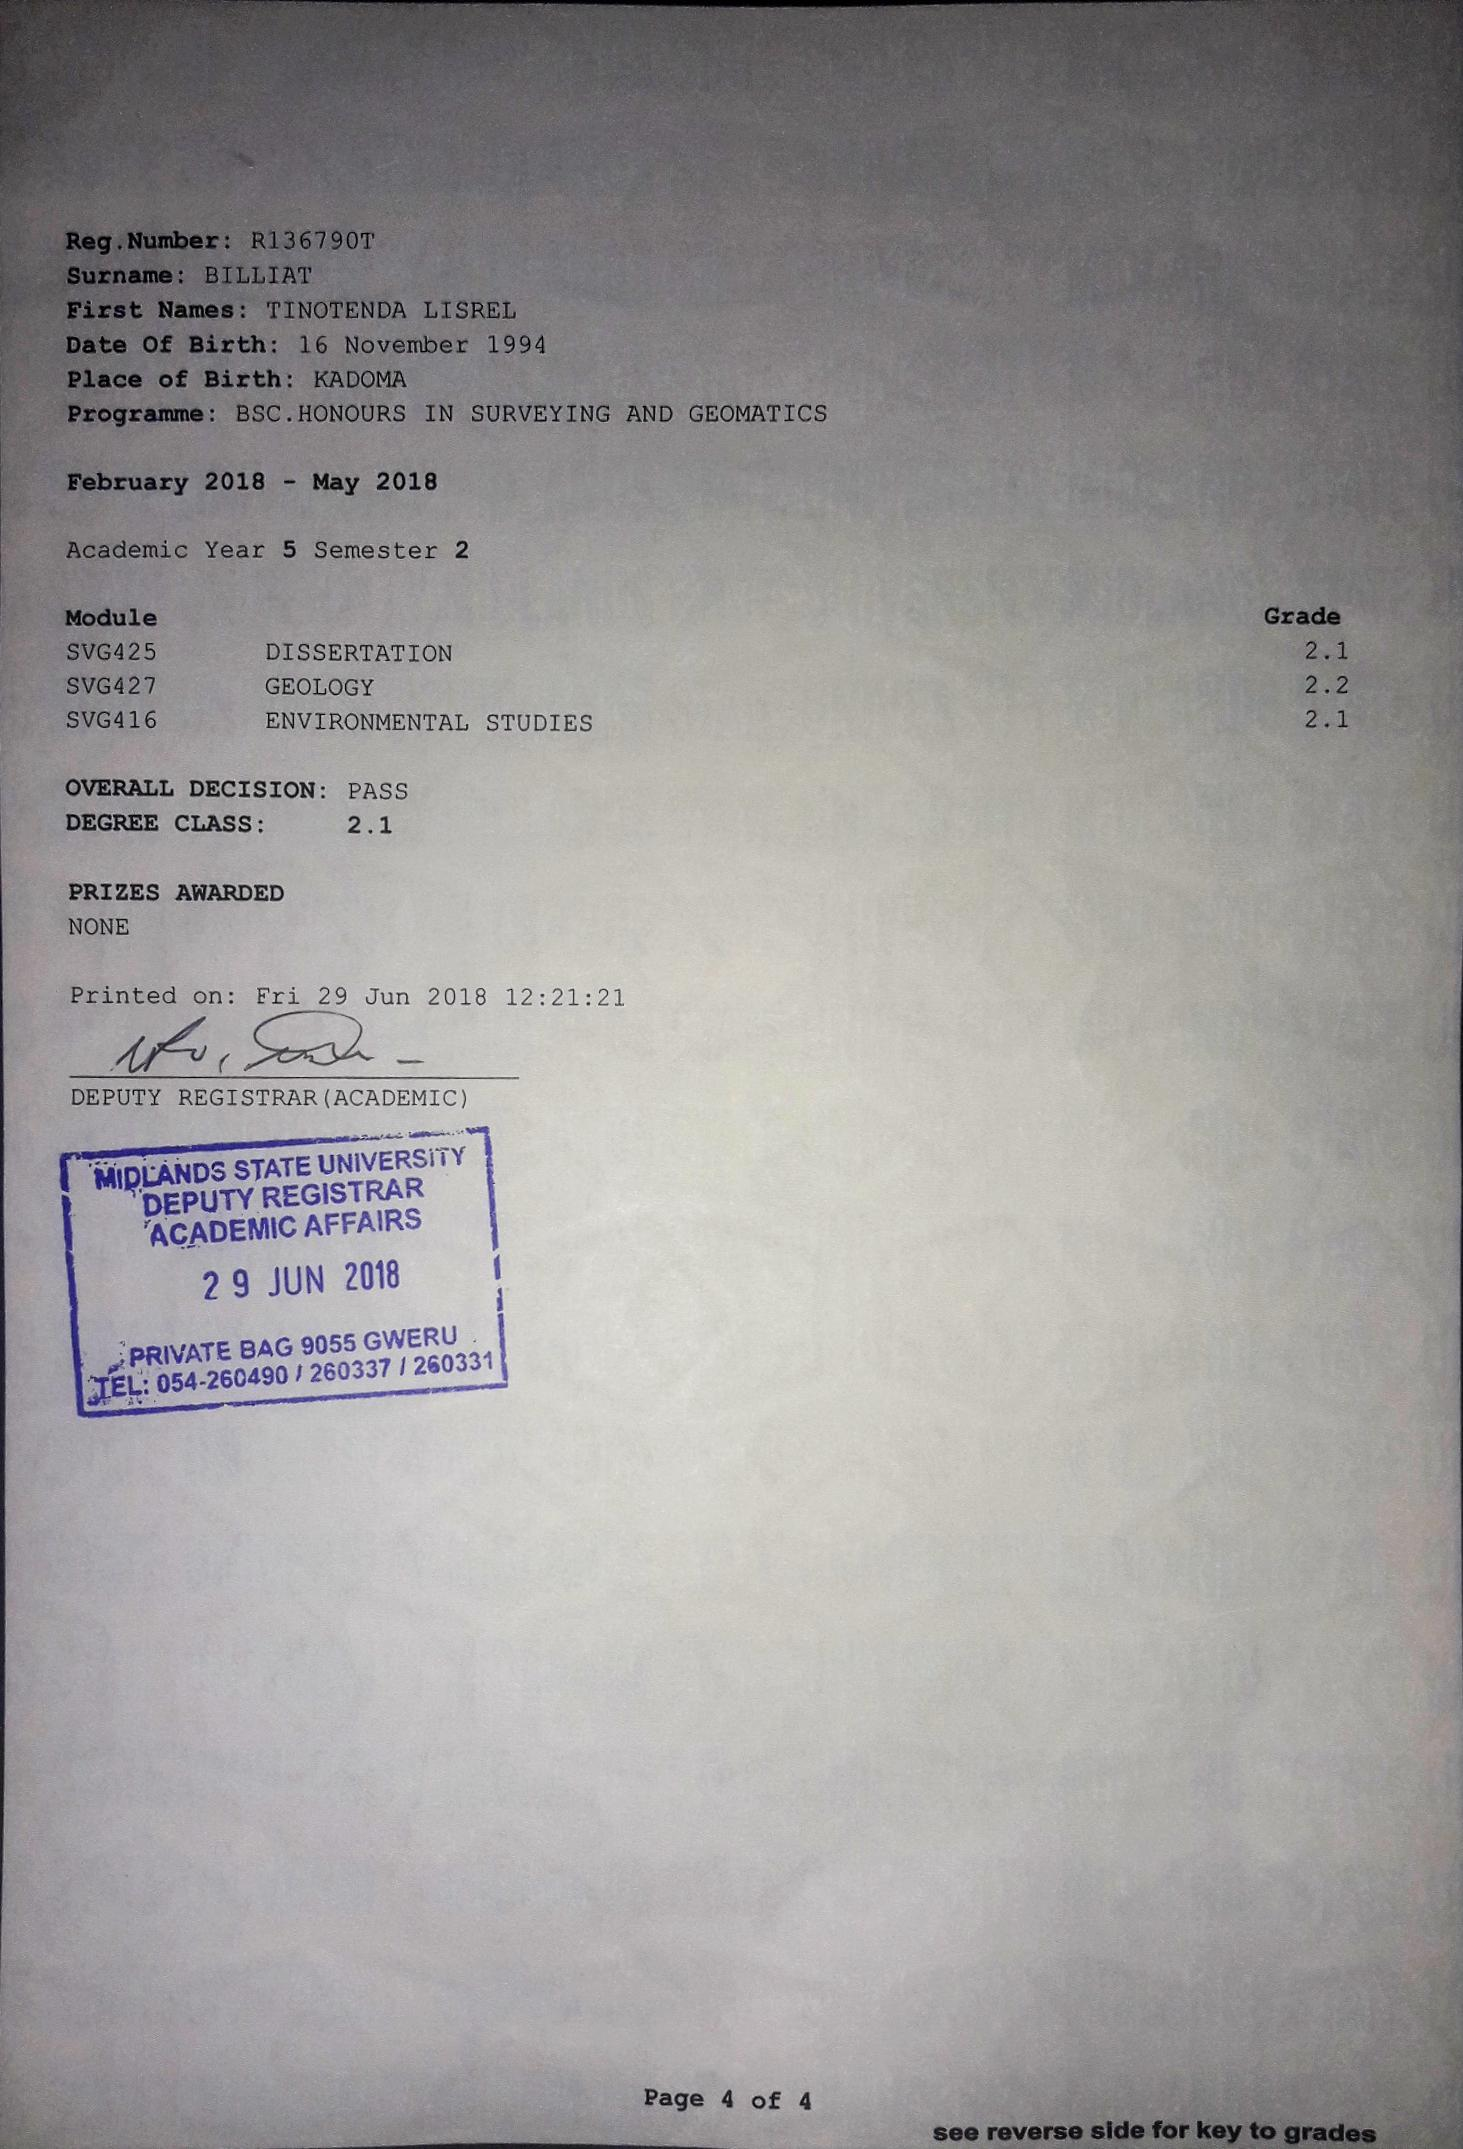 Reg.Number: R136790T
Surname: BILLIAT
First Names: TINOTENDA LISREL
Date Of Birth: 16 November 1994
Place of Birth: KADOMA
Programme: BSC.HONOURS IN SURVEYING AND GEOMATICS
February 2018 - May 2018
Academic Year 5 Semester 2
Module Grade
SVG425 DISSERTATION 2.1
SVG427 GEOLOGY 2.2
SVG416 ENVIRONMENTAL STUDIES 2.1
OVERALL DECISION: PASS
DEGREE CLASS: 2.1
PRIZES AWARDED
NONE
Printed on: Fri 29 Jun 2018 12:21:21
DEPUTY REGISTRAR(ACADEMIC)
MIDLANDS STATE UNIVERSITY
DEPUTY REGISTRAR
ACADEMIC AFFAIRS
29 JUN 2018
PRIVATE BAG 9055 GWERU
TEL: 054-260490 / 260337 / 260331
Page 4 of 4
see reverse side for key to grades